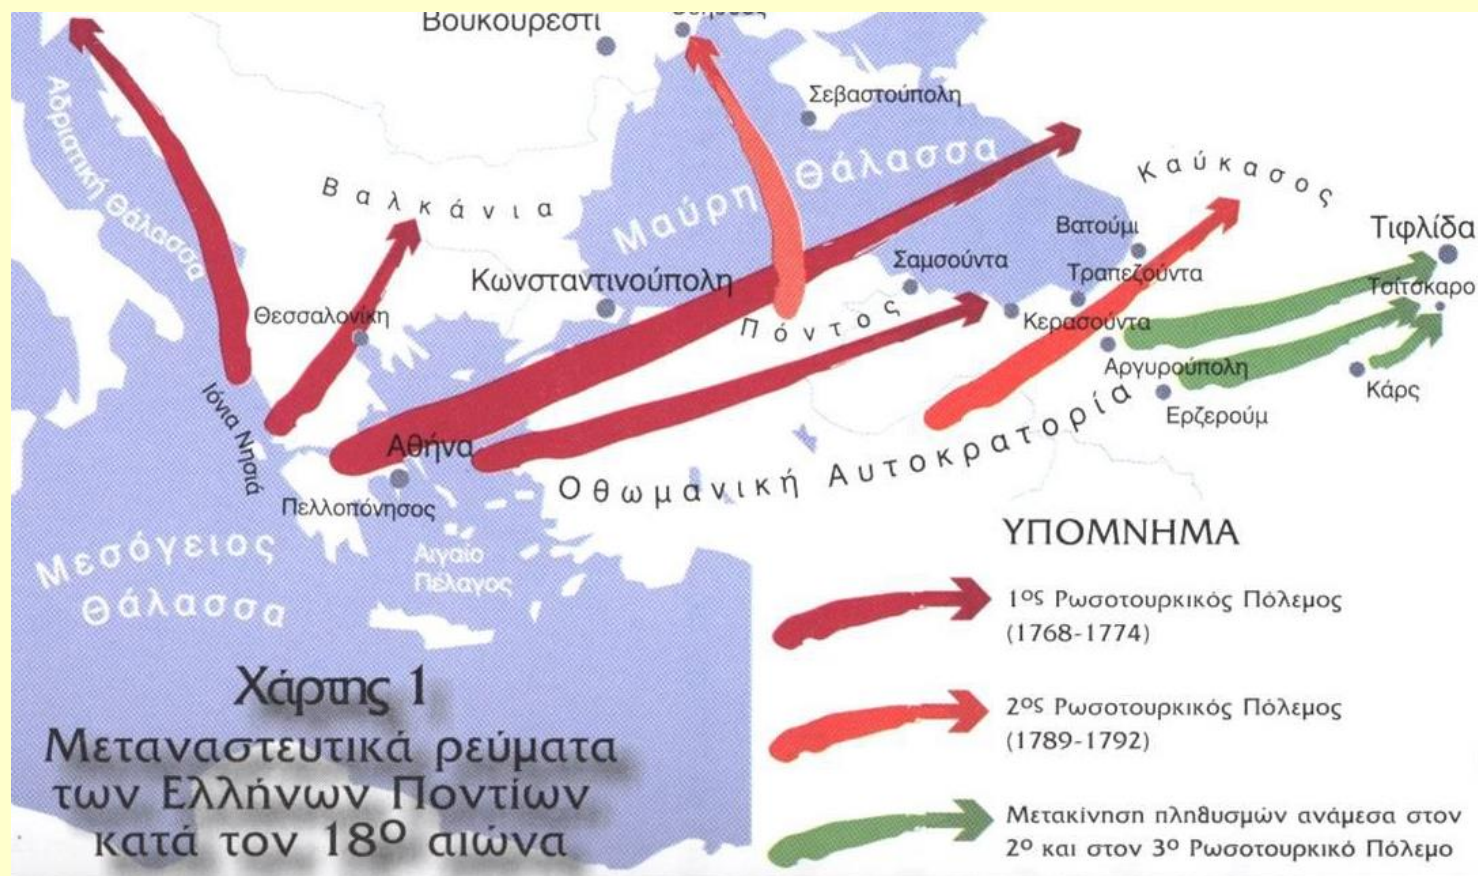 Βουκουρέστι
Σεβαστούπολη
Αδριατική Θάλασσα
Βαλκάνια
Μαύρη Θάλασσα
Καύκασος
Κωνσταντινούπολη
Σαμσούντα
Βατούμι
Τιφλίδα
Τραπεζούντα
Τσίτσκαρο
Θεσσαλονίκη
Πόντος
Κερασούντα
Αργυρούπολη
Κάρς
Ερζερούμ
Ιόνια Νησιά
Αθήνα
Οθωμανική Αυτοκρατορία
Πελλοπόνησος
Μεσόγειος
Θάλασσα
Αιγαίο
Πέλαγος
ΥΠΟΜΝΗΜΑ
1ος Ρωσοτουρκικός Πόλεμος
(1768-1774)
2ος Ρωσοτουρκικός Πόλεμος
(1789-1792)
Μετακίνηση πληθυσμών ανάμεσα στον
2ο και στον 3ο Ρωσοτουρκικό Πόλεμο
Χάρτης 1
Μεταναστευτικά ρεύματα
των Ελλήνων Ποντίων
κατά τον 18ο αιώνα